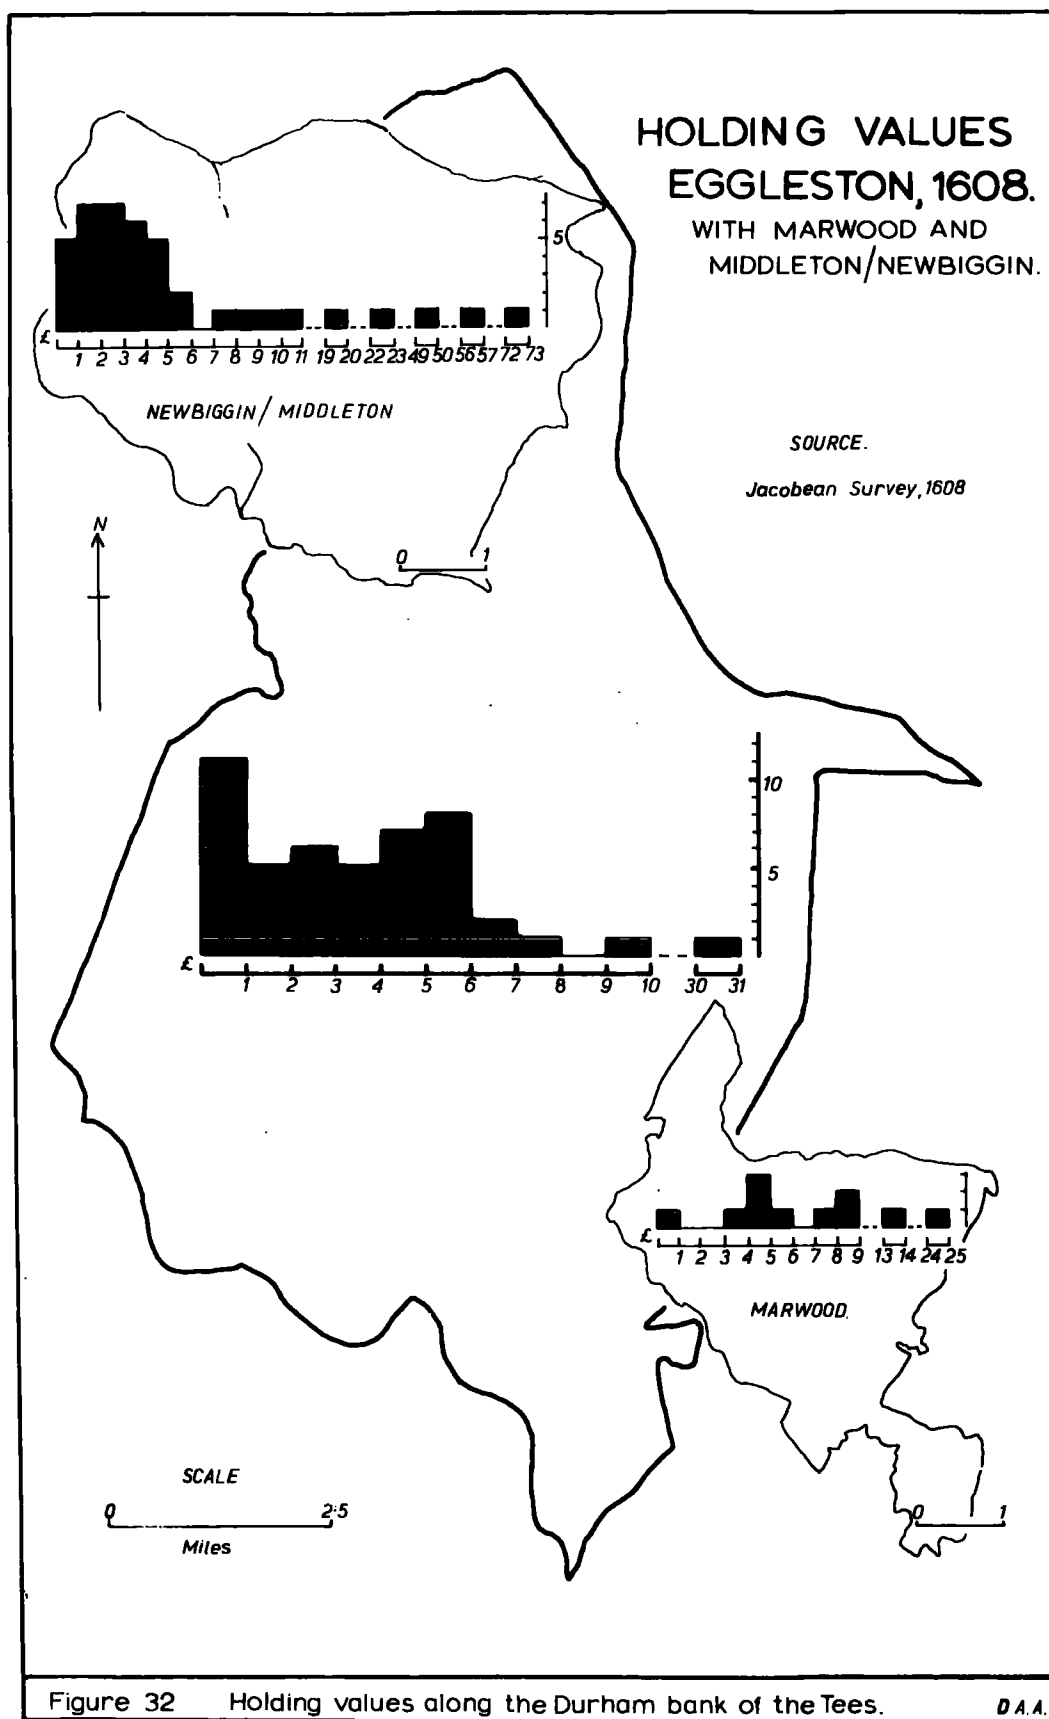 HOLDING VALUES
EGGLESTON, 1608.
WITH MARWOOD AND
MIDDLETON/NEWBIGGIN.
5
£
1 2 3 4 5 6 7 8 9 10 11 19 20 22 23 49 50 56 57 72 73
NEWBIGGIN/MIDDLETON
SOURCE.
Jacobean Survey, 1608
N
0 1
10
5
£
1 2 3 4 5 6 7 8 9 10 30 31
£
1 2 3 4 5 6 7 8 9 13 14 24 25
MARWOOD.
SCALE
0 2·5
Miles
0 1
Figure 32 Holding values along the Durham bank of the Tees. D A.A.